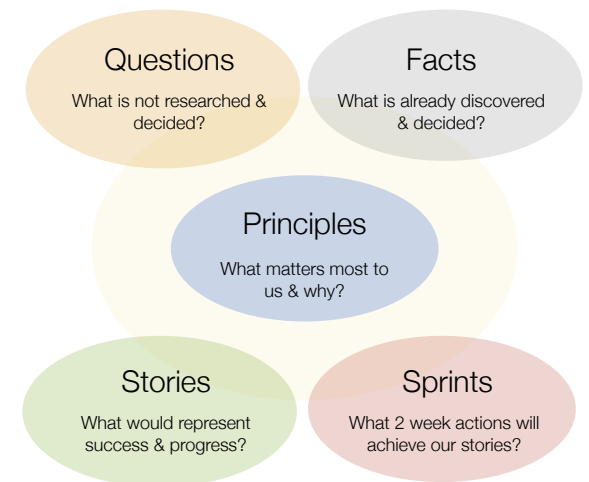 Questions
What is not researched &
decided?
Facts
What is already discovered
& decided?
Principles
What matters most to
us & why?
Stories
What would represent
success & progress?
Sprints
What 2 week actions will
achieve our stories?